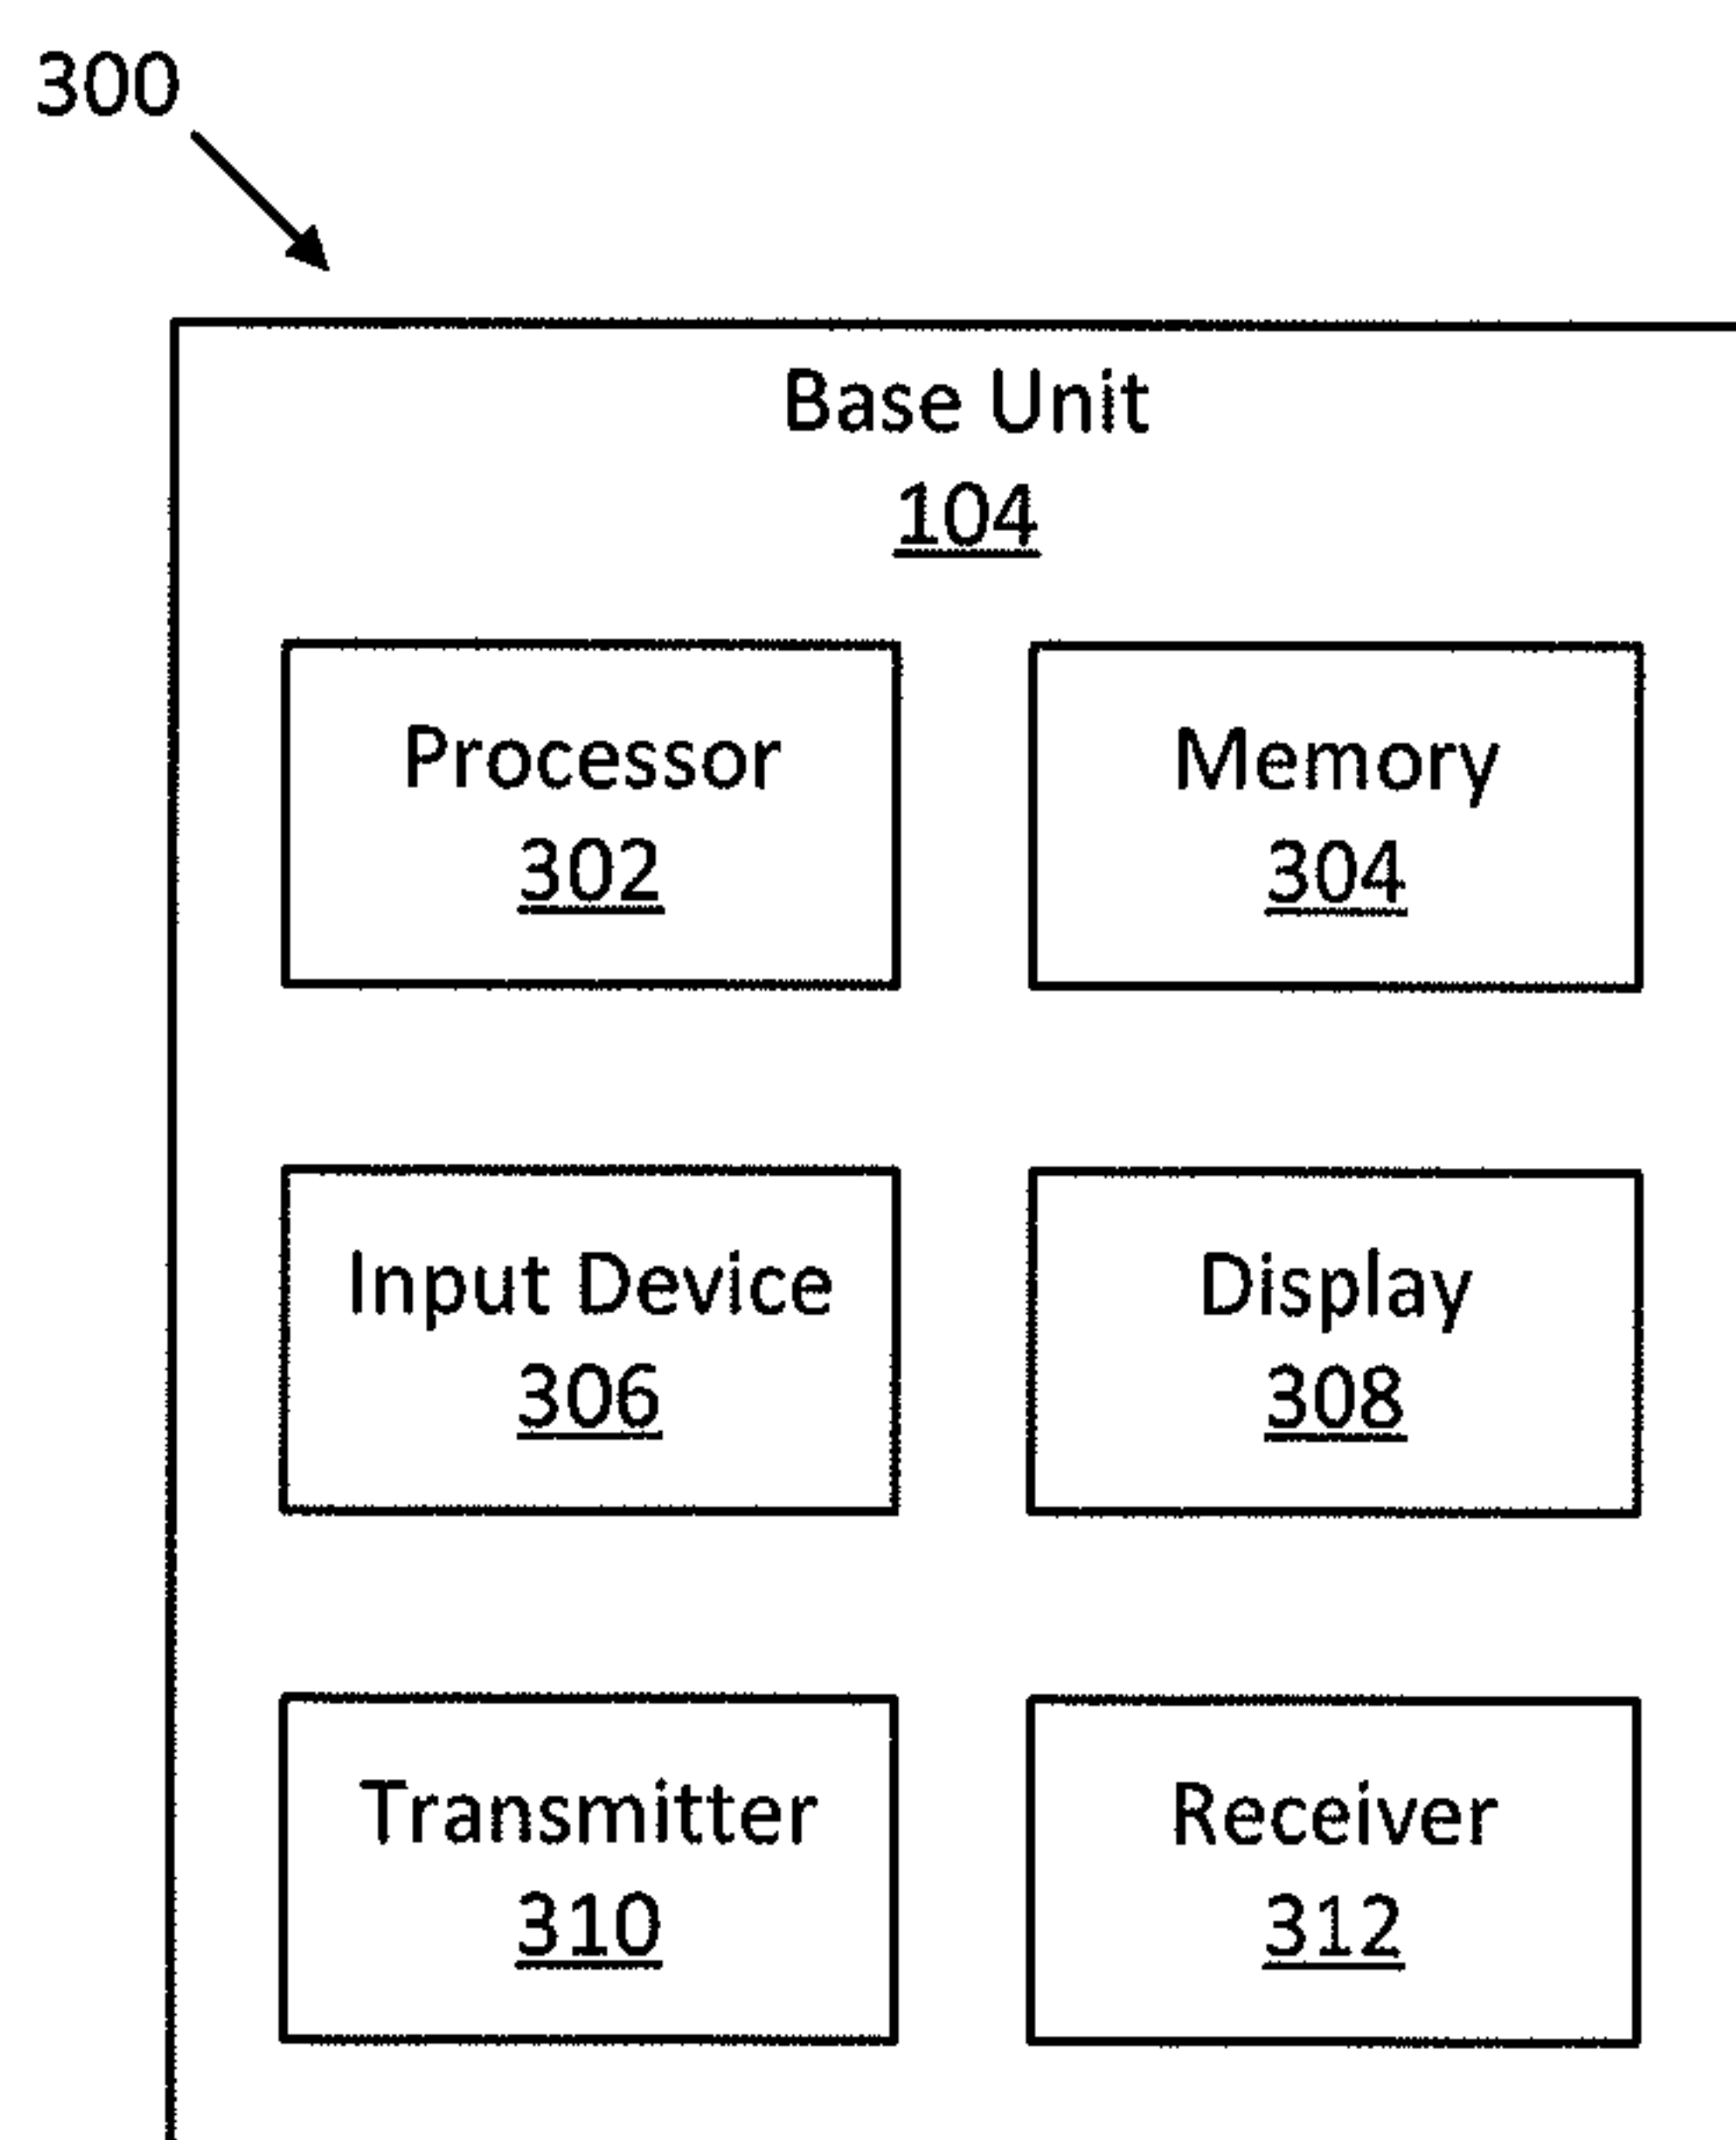 300
Base Unit
104
Processor
302
Memory
304
Input Device
306
Display
308
Transmitter
310
Receiver
312